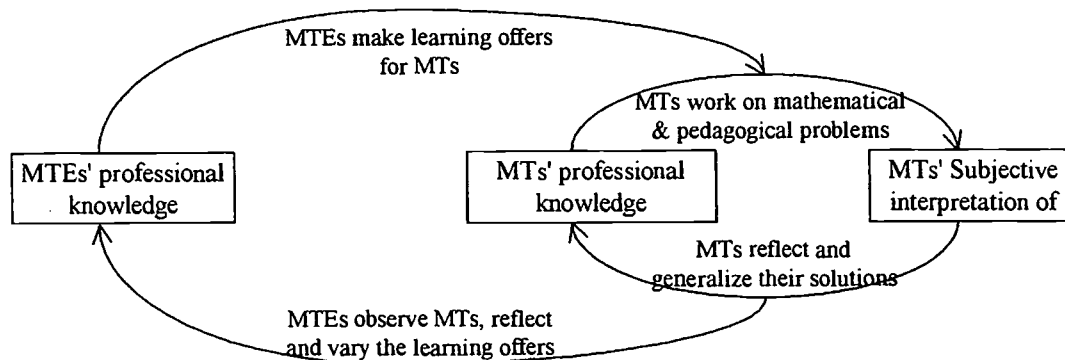 MTEs make learning offers
for MTs
MTs work on mathematical
& pedagogical problems
MTEs' professional
knowledge
MTs' professional
knowledge
MTs' Subjective
interpretation of
MTs reflect and
generalize their solutions
MTEs observe MTs, reflect
and vary the learning offers